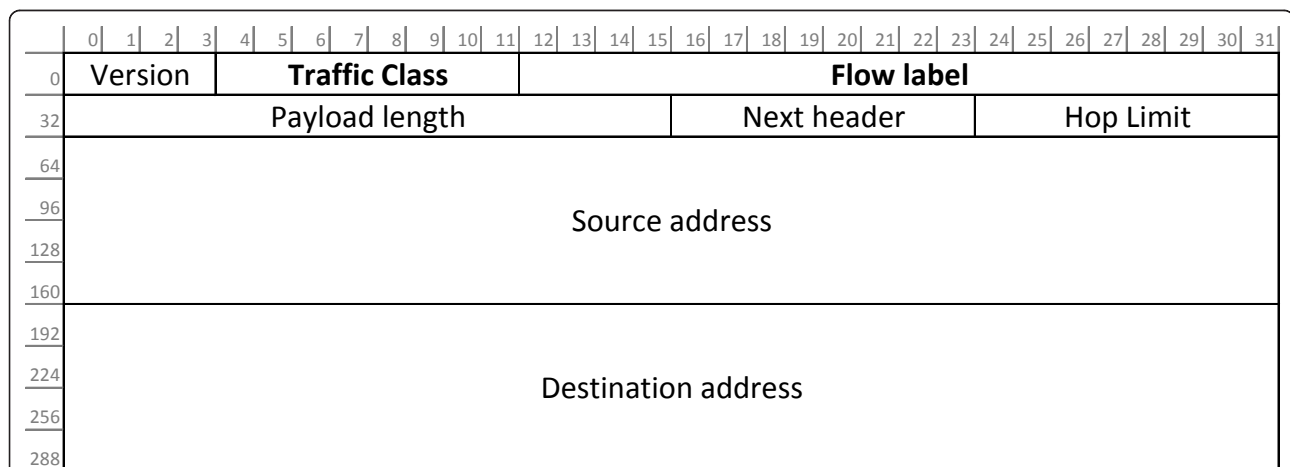 0 1 2 3 4 5 6 7 8 9 10 11 12 13 14 15 16 17 18 19 20 21 22 23 24 25 26 27 28 29 30 31
0 Version Traffic Class Flow label
32 Payload length Next header Hop Limit
64
96
Source address
128
160
192
224
Destination address
256
288